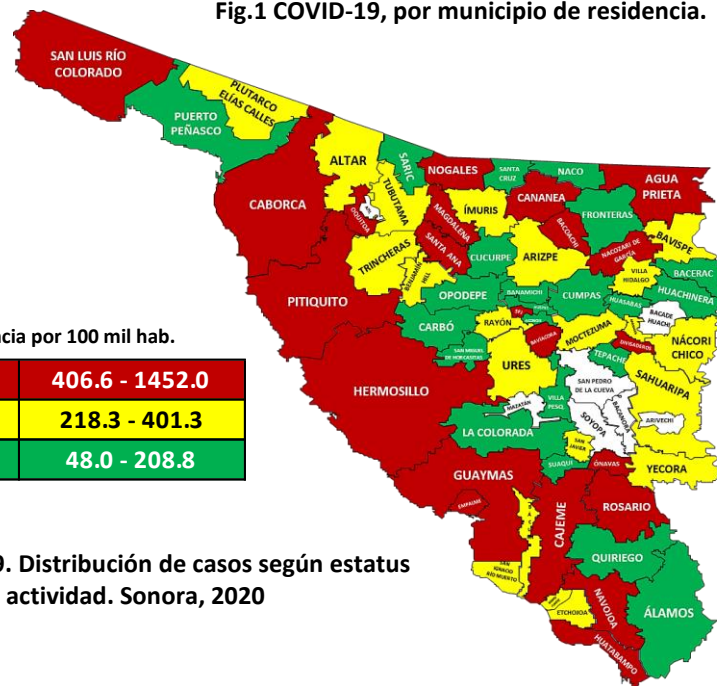 Fig.1 COVID-19, por municipio de residencia.
SAN LUIS RÍO
COLORADO
PLUTARCO
ELÍAS CALLES
PUERTO
PEÑASCO
ALTAR
SARIC
NOGALES
SANTA
CRUZ
NACO
AGUA
PRIETA
CABORCA
TUBUTAMA
OQUITOA
MAGDALENA
ÍMURIS
CANANEA
BACOACHI
FRONTERAS
NACOZARI DE
GARCÍA
BAVISPE
SANTA ANA
CUCURPE
ARIZPE
TRINCHERAS
BENJAMÍN
HILL
VILLA
HIDALGO
BACERAC
HUACHINERA
PITIQUITO
OPODEPE
BANAMICHI
CUMPAS
HUASABAS
BACADE
HUACHI
CARBÓ
RAYÓN
BAVIACORA
MOCTEZUMA
DIVISADEROS
NÁCORI
CHICO
SAN MIGUEL
DE HORCASITAS
URES
TEPACHE
SAHUARIPA
HERMOSILLO
SAN PEDRO
DE LA CUEVA
MAZATÁN
VILLA
PESQ.
BACANORA
SOYOPA
ARIVECHI
LA COLORADA
SAN
JAVIER
SUAQUI
ÓNAVAS
YECORA
GUAYMAS
EMPALME
CAJEME
ROSARIO
SAN
IGNACIO
RÍO MUERTO
QUIRIEGO
ETCHOJOA
NAVOJOA
ÁLAMOS
HUATABAMPO
cia por 100 mil hab.
406.6 - 1452.0
218.3 - 401.3
48.0 - 208.8
9. Distribución de casos según estatus
actividad. Sonora, 2020